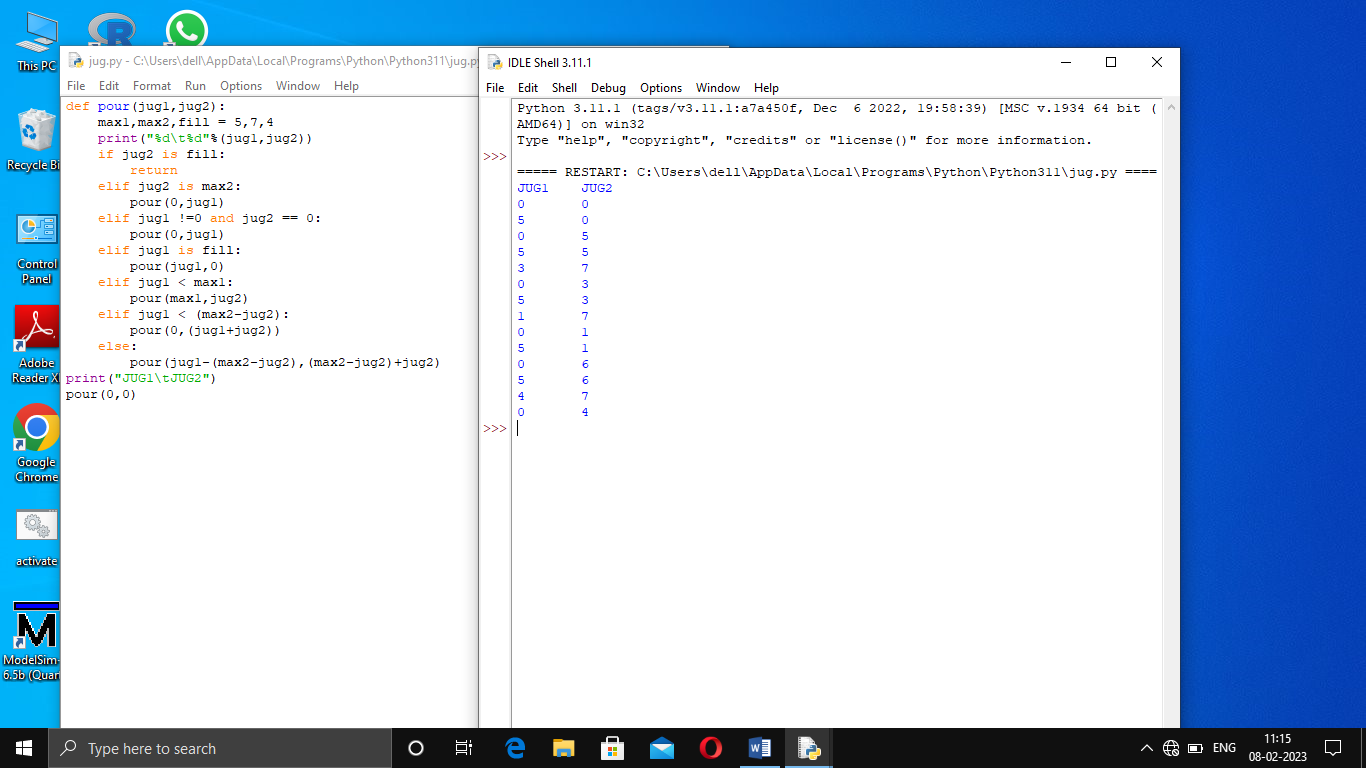 This PC
Recycle Bi
Control
Panel
Adobe
Reader X
Google
Chrome
activate
M
ModelSim-
6.5b (Quar
jug.py - C:\Users\dell\AppData\Local\Programs\Python\Python311\jug.py
File Edit Format Run Options Window Help
def pour(jug1,jug2):
    max1,max2,fill = 5,7,4
    print("%d\t%d"%(jug1,jug2))
    if jug2 is fill:
        return
    elif jug2 is max2:
        pour(0,jug1)
    elif jug1 !=0 and jug2 == 0:
        pour(0,jug1)
    elif jug1 is fill:
        pour(jug1,0)
    elif jug1 < max1:
        pour(max1,jug2)
    elif jug1 < (max2-jug2):
        pour(0,(jug1+jug2))
    else:
        pour(jug1-(max2-jug2),(max2-jug2)+jug2)
print("JUG1\tJUG2")
pour(0,0)
IDLE Shell 3.11.1
File Edit Shell Debug Options Window Help
Python 3.11.1 (tags/v3.11.1:a7a450f, Dec  6 2022, 19:58:39) [MSC v.1934 64 bit (
AMD64)] on win32
Type "help", "copyright", "credits" or "license()" for more information.
>>>
===== RESTART: C:\Users\dell\AppData\Local\Programs\Python\Python311\jug.py ====
JUG1 JUG2
0 0
5 0
0 5
5 5
3 7
0 3
5 3
1 7
0 1
5 1
0 6
5 6
4 7
0 4
>>>
Type here to search
ENG
11:15
08-02-2023